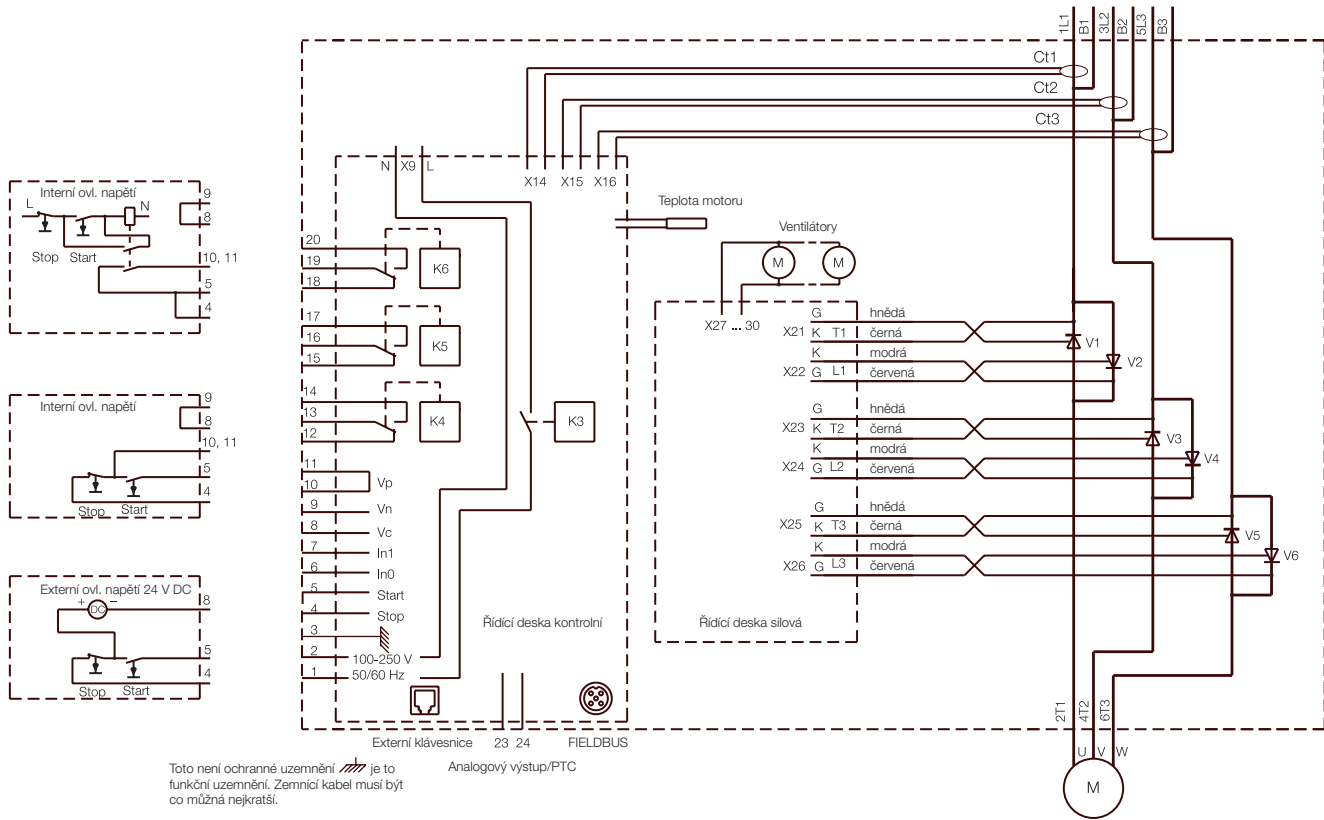 1L1
B1
3L2
B2
5L3
B3
Ct1
Ct2
Ct3
N X9 L
X14 X15 X16
Interní ovl. napětí
L N
Stop Start
9
8
10, 11
5
4
Interní ovl. napětí
9
8
10, 11
5
4
Stop Start
Externí ovl. napětí 24 V DC
+ DC −
8
5
4
Stop Start
20
19
18
K6
17
16
15
K5
14
13
12
K4
K3
11
10 Vp
9 Vn
8 Vc
7 In1
6 In0
5 Start
4 Stop
3
2 100-250 V
1 50/60 Hz
Řídící deska kontrolní
Externí klávesnice
23 24
FIELDBUS
Analogový výstup/PTC
Teplota motoru
Ventilátory
M M
X27 ... 30
G hnědá
X21 K T1 černá
K modrá
X22 G L1 červená
G hnědá
X23 K T2 černá
K modrá
X24 G L2 červená
G hnědá
X25 K T3 černá
K modrá
X26 G L3 červená
Řídící deska silová
V1
V2
V3
V4
V5
V6
2T1
4T2
6T3
U V W
M
Toto není ochranné uzemnění je to
funkční uzemnění. Zemnící kabel musí být
co můžná nejkratší.